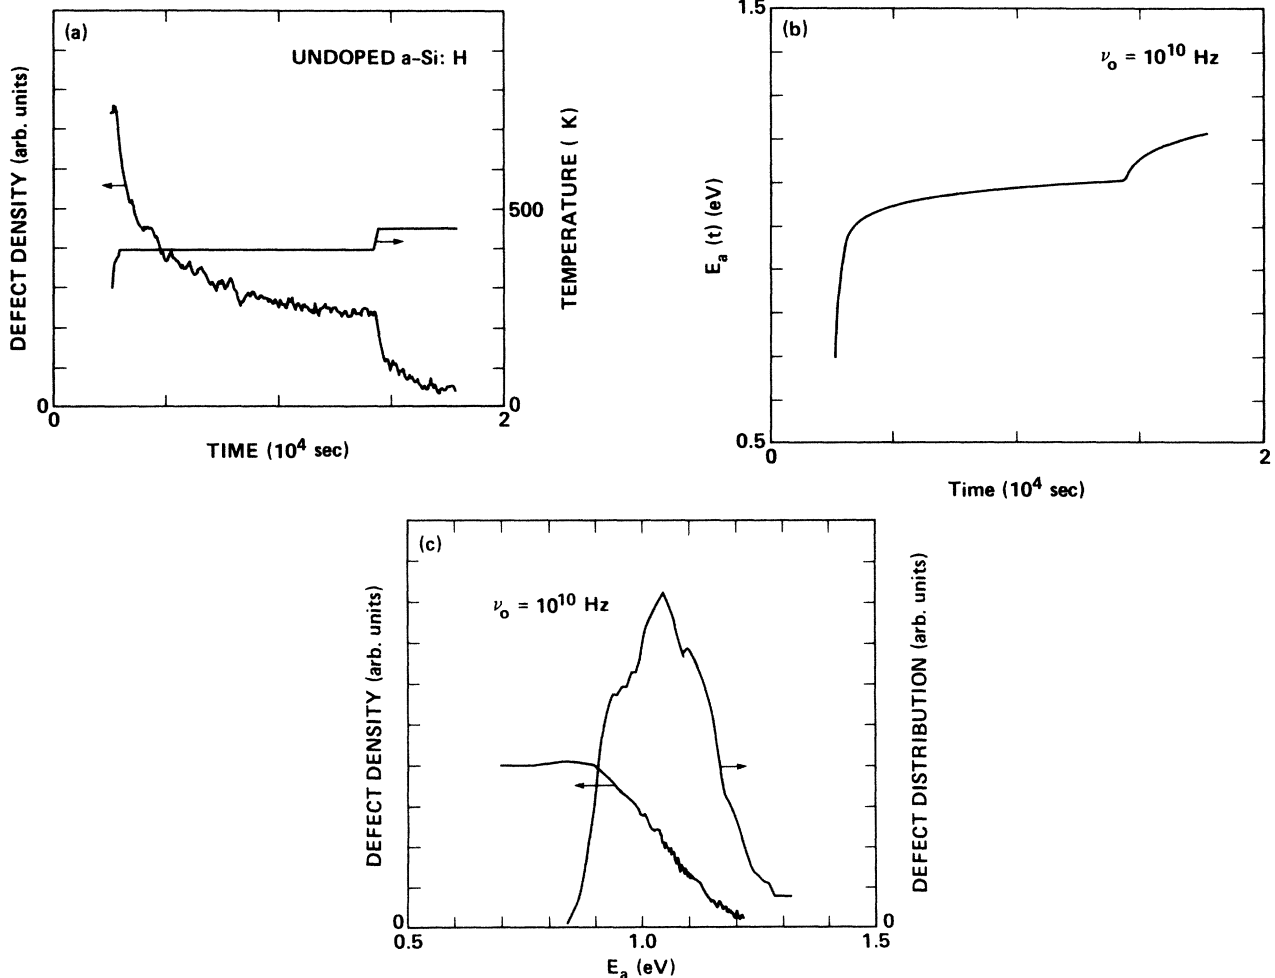 (a)
UNDOPED a-Si: H
DEFECT DENSITY (arb. units)
TEMPERATURE ( K)
500
0
0
0
2
TIME (10⁴ sec)
1.5
(b)
ν₀ = 10¹⁰ Hz
Eₐ (t) (eV)
0.5
0
2
Time (10⁴ sec)
(c)
ν₀ = 10¹⁰ Hz
DEFECT DENSITY (arb. units)
DEFECT DISTRIBUTION (arb. units)
0
0
0.5
1.0
1.5
Eₐ (eV)